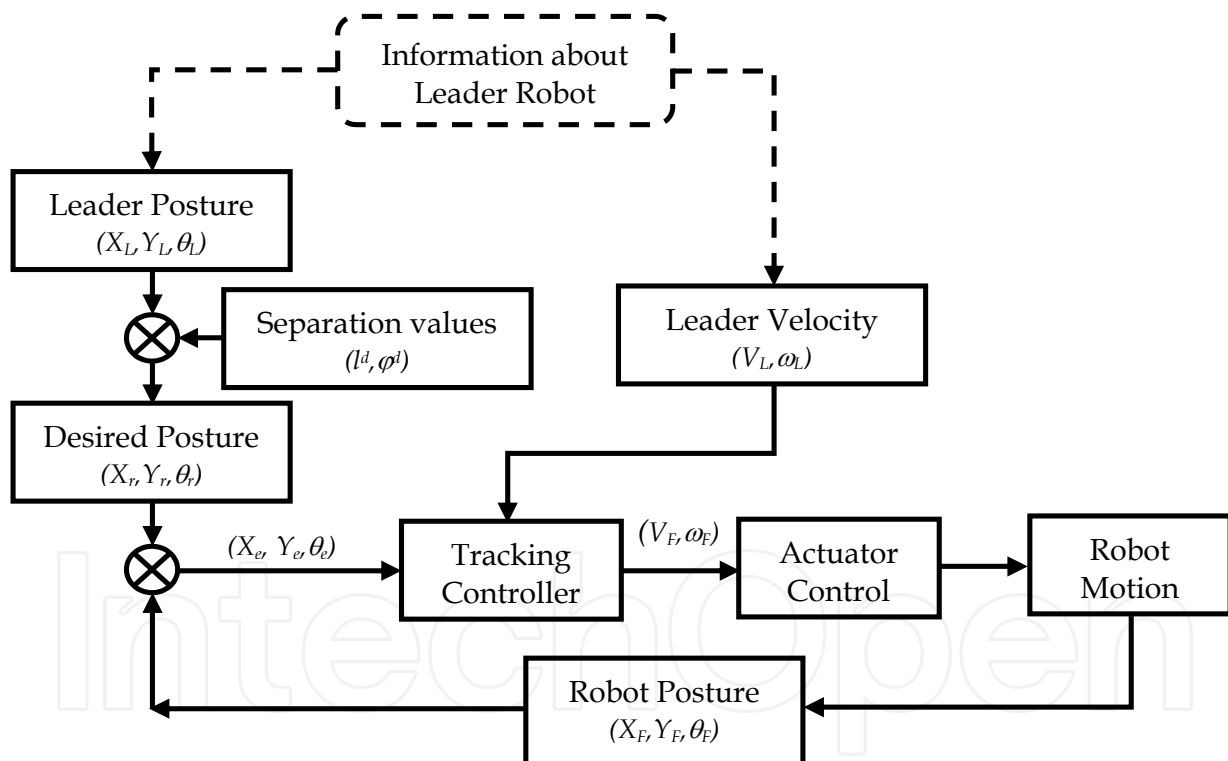 Information about
Leader Robot
Leader Posture
(X_L, Y_L, θ_L)
Separation values
(l^d, φ^d)
Leader Velocity
(V_L, ω_L)
Desired Posture
(X_r, Y_r, θ_r)
(X_e, Y_e, θ_e)
Tracking
Controller
(V_F, ω_F)
Actuator
Control
Robot
Motion
Robot Posture
(X_F, Y_F, θ_F)
IntechOpen